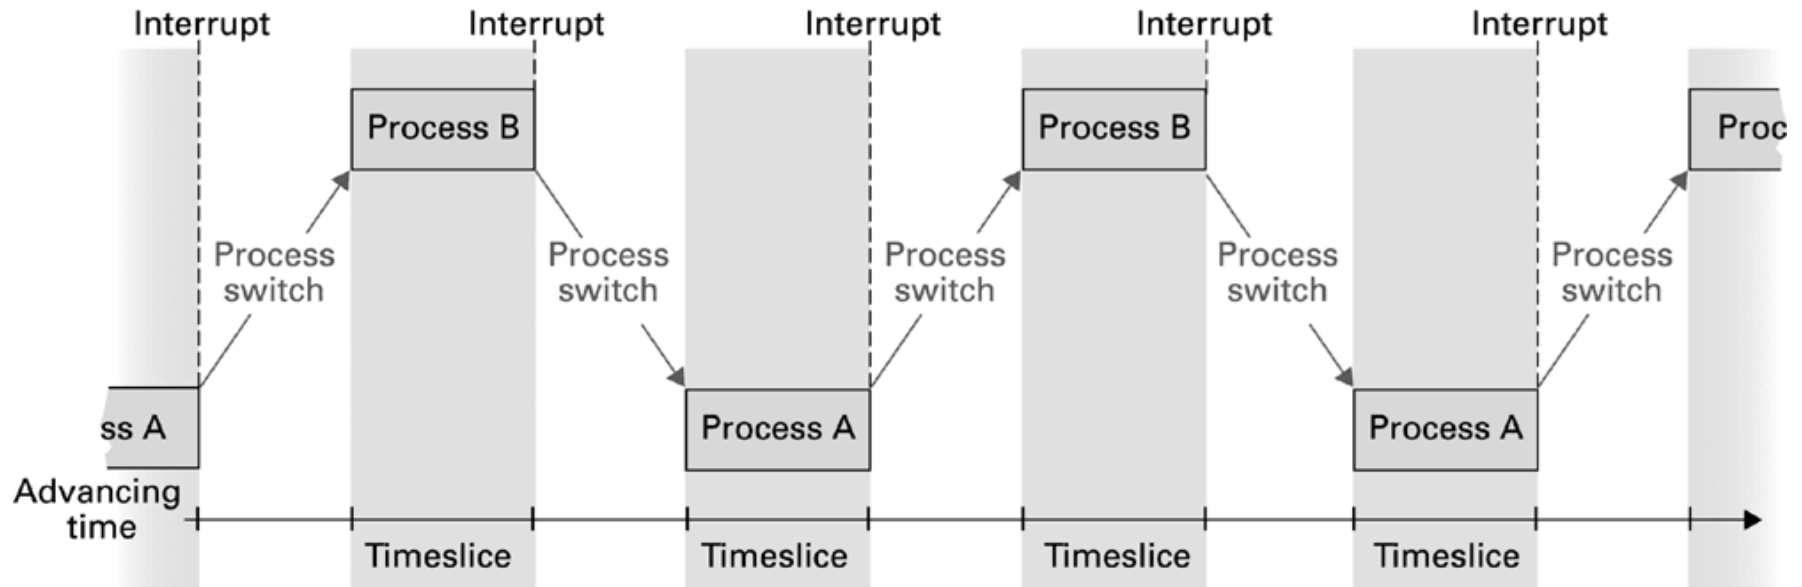 Interrupt Interrupt Interrupt Interrupt Interrupt
Process B Process B Proc
Process Process Process Process Process
switch switch switch switch switch
ss A Process A Process A
Advancing
time
Timeslice Timeslice Timeslice Timeslice